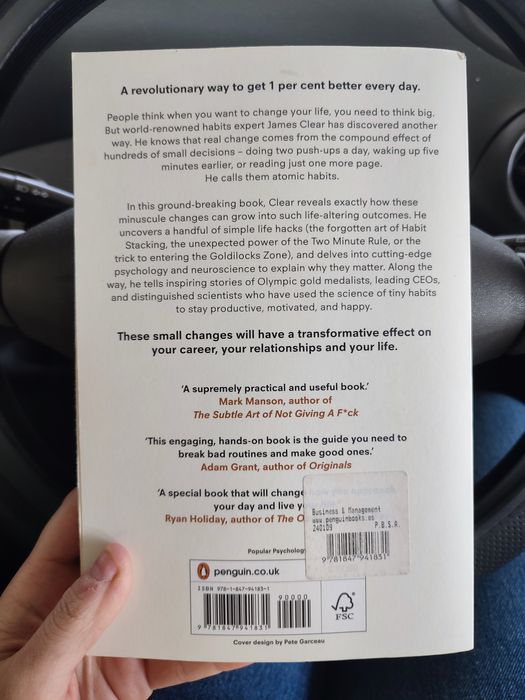 A revolutionary way to get 1 per cent better every day.
People think when you want to change your life, you need to think big.
But world-renowned habits expert James Clear has discovered another
way. He knows that real change comes from the compound effect of
hundreds of small decisions – doing two push-ups a day, waking up five
minutes earlier, or reading just one more page.
He calls them atomic habits.
In this ground-breaking book, Clear reveals exactly how these
minuscule changes can grow into such life-altering outcomes. He
uncovers a handful of simple life hacks (the forgotten art of Habit
Stacking, the unexpected power of the Two Minute Rule, or the
trick to entering the Goldilocks Zone), and delves into cutting-edge
psychology and neuroscience to explain why they matter. Along the
way, he tells inspiring stories of Olympic gold medalists, leading CEOs,
and distinguished scientists who have used the science of tiny habits
to stay productive, motivated, and happy.
These small changes will have a transformative effect on
your career, your relationships and your life.
‘A supremely practical and useful book.’
Mark Manson, author of
The Subtle Art of Not Giving A F*ck
‘This engaging, hands-on book is the guide you need to
break bad routines and make good ones.’
Adam Grant, author of Originals
‘A special book that will change how you approach
your day and live
Ryan Holiday, author of The O
Business & Management
www.penguinbooks.es
240109 P.B.S.R.
9 781847 941831
Popular Psychology
penguin.co.uk
ISBN 978-1-847-94183-1
90000
9 781847 941831
FSC
Cover design by Pete Garceau